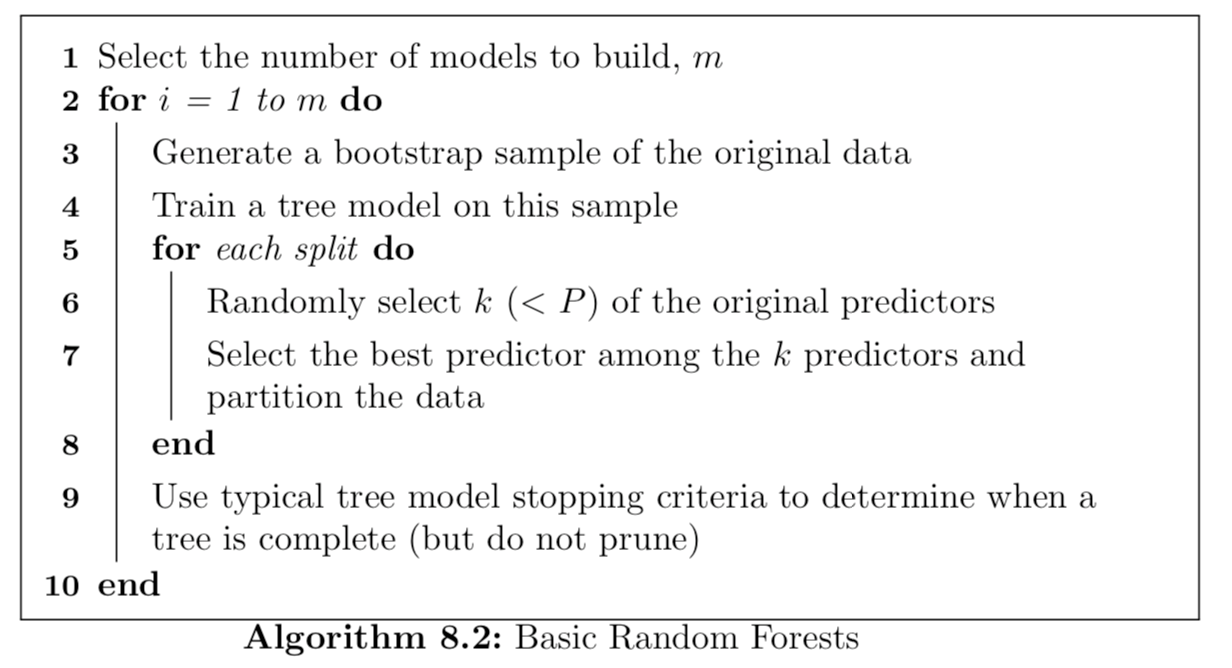 1 Select the number of models to build, m
2 for i = 1 to m do
3 Generate a bootstrap sample of the original data
4 Train a tree model on this sample
5 for each split do
6 Randomly select k (< P) of the original predictors
7 Select the best predictor among the k predictors and
partition the data
8 end
9 Use typical tree model stopping criteria to determine when a
tree is complete (but do not prune)
10 end
Algorithm 8.2: Basic Random Forests